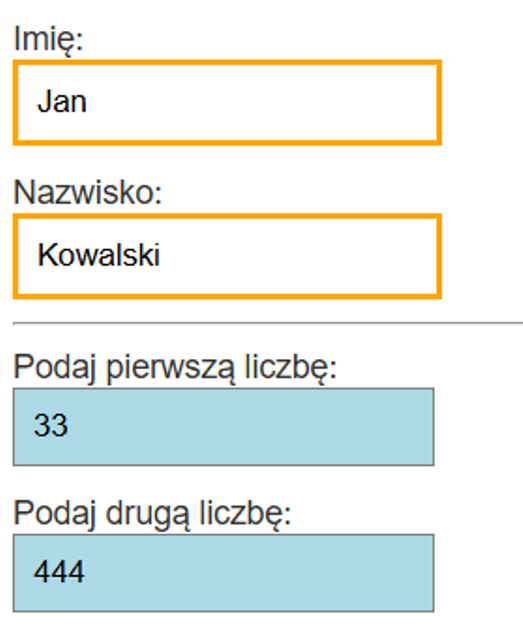 Imię:
Jan
Nazwisko:
Kowalski
Podaj pierwszą liczbę:
33
Podaj drugą liczbę:
444